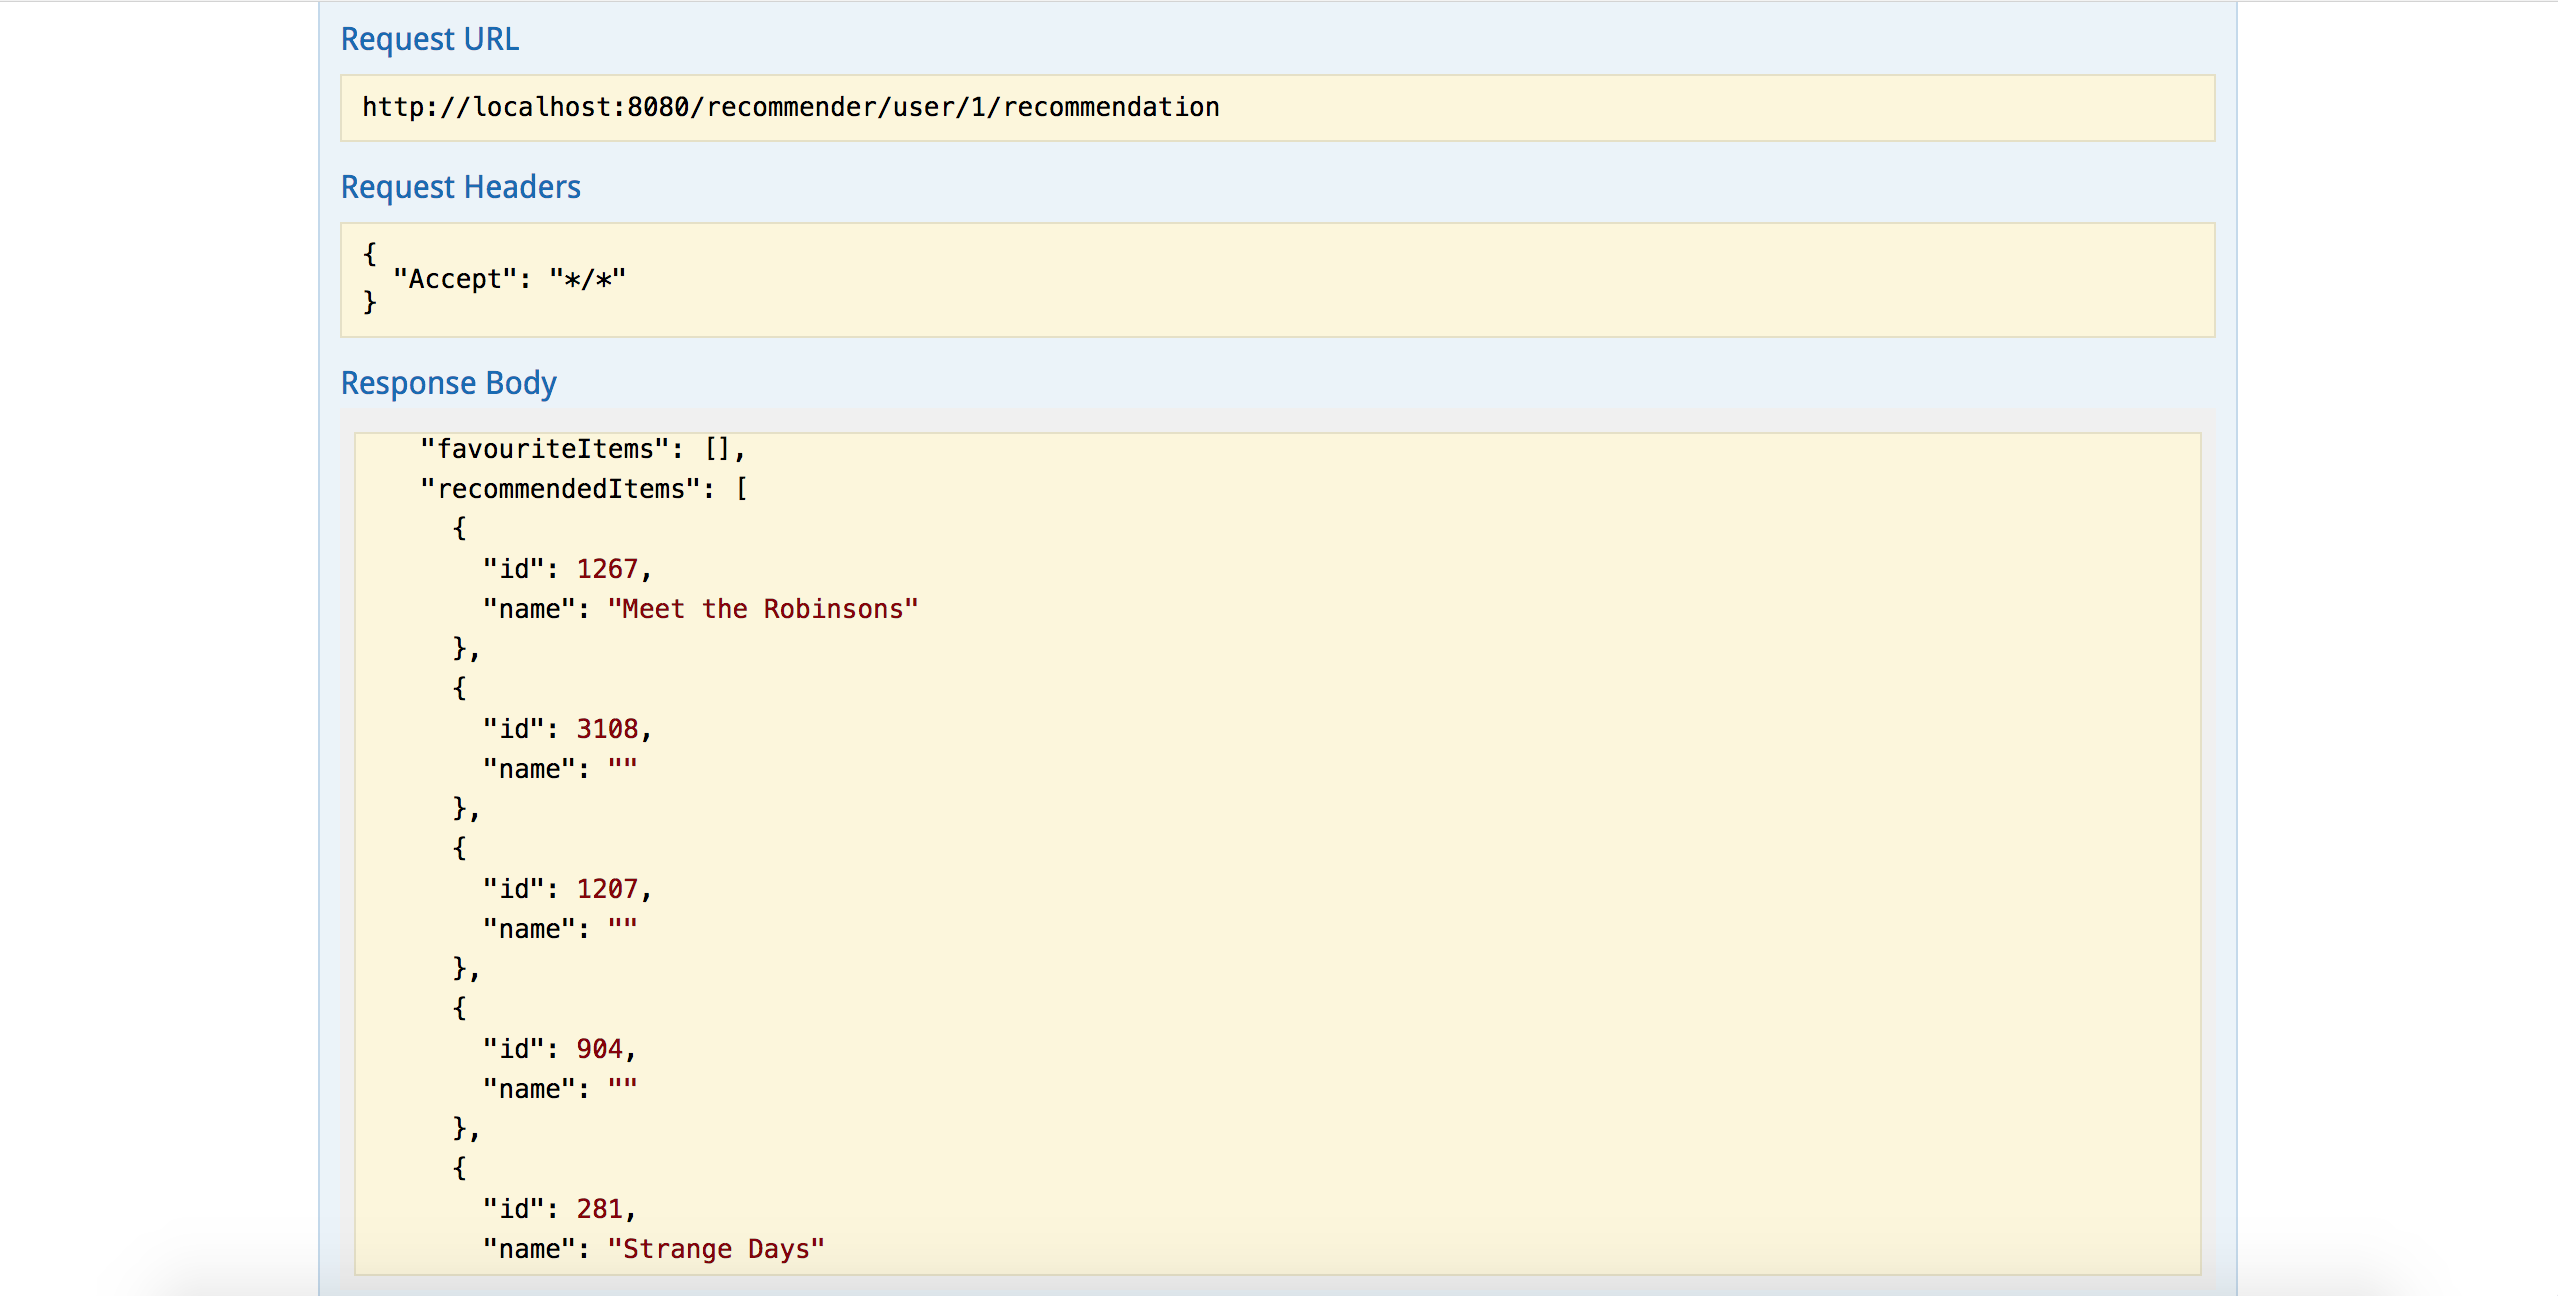 Request URL
http://localhost:8080/recommender/user/1/recommendation
Request Headers
{
  "Accept": "*/*"
}
Response Body
    "favouriteItems": [],
    "recommendedItems": [
      {
        "id": 1267,
        "name": "Meet the Robinsons"
      },
      {
        "id": 3108,
        "name": ""
      },
      {
        "id": 1207,
        "name": ""
      },
      {
        "id": 904,
        "name": ""
      },
      {
        "id": 281,
        "name": "Strange Days"